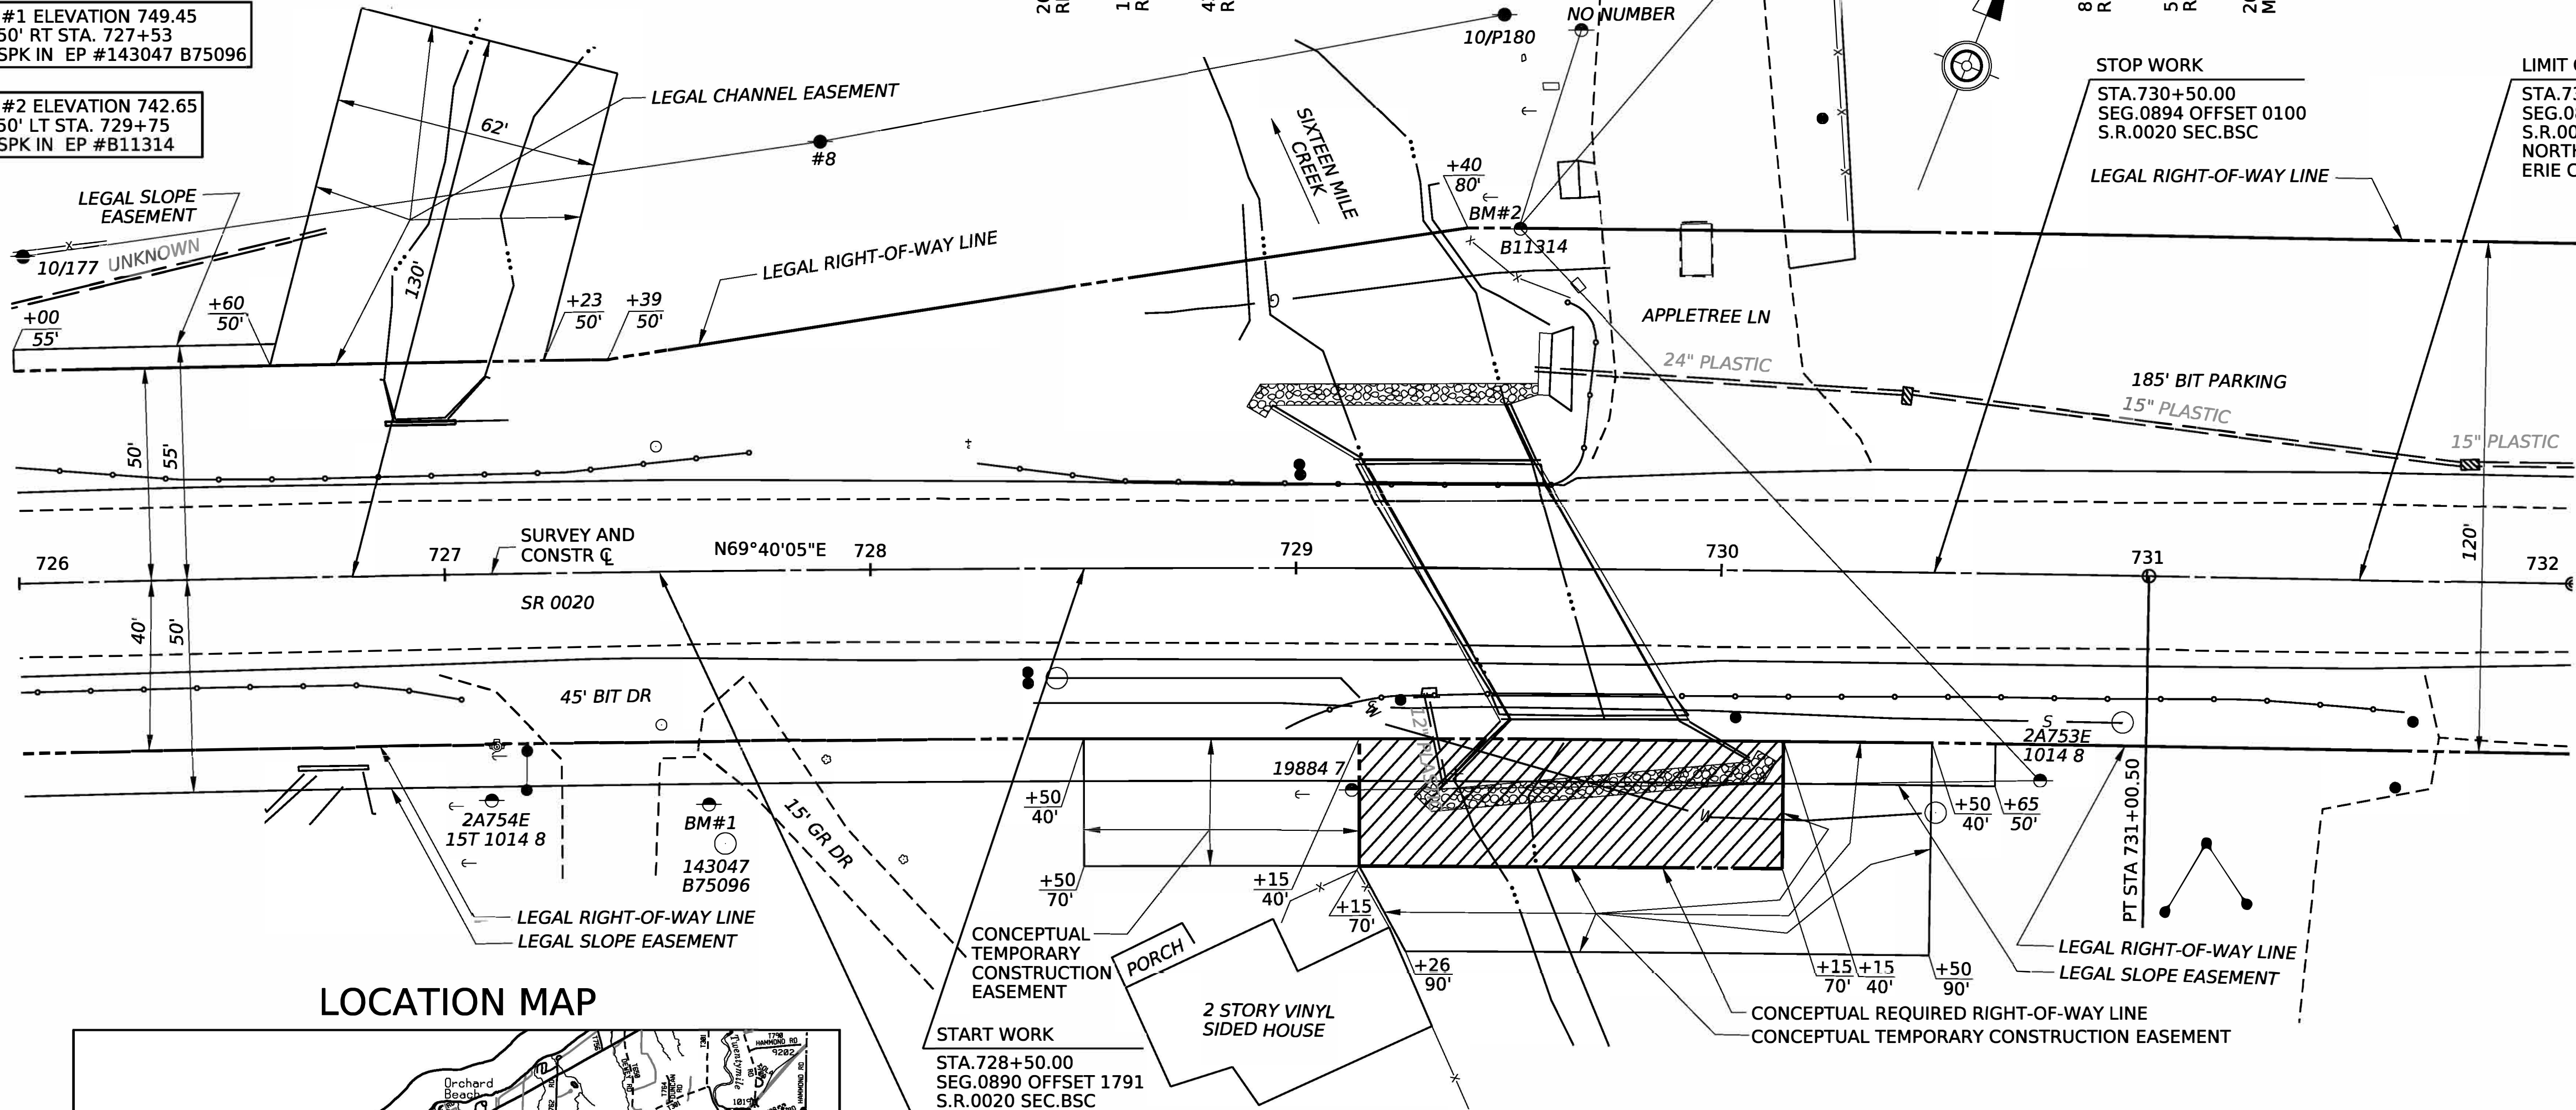 #1 ELEVATION 749.45
50' RT STA. 727+53
SPK IN EP #143047 B75096
#2 ELEVATION 742.65
50' LT STA. 729+75
SPK IN EP #B11314
LEGAL SLOPE
EASEMENT
10/177
UNKNOWN
+00
55'
+60
50'
62'
130'
LEGAL CHANNEL EASEMENT
#8
+23
50'
+39
50'
LEGAL RIGHT-OF-WAY LINE
SIXTEEN MILE
CREEK
10/P180
NO NUMBER
+40
80'
BM#2
B11314
G
APPLETREE LN
24" PLASTIC
STOP WORK
STA.730+50.00
SEG.0894 OFFSET 0100
S.R.0020 SEC.BSC
LEGAL RIGHT-OF-WAY LINE
LIMIT
185' BIT PARKING
15" PLASTIC
15" PLASTIC
50'
55'
40'
50'
120'
726
727
SURVEY AND
CONSTR ℄
N69°40'05"E
728
729
730
731
732
SR 0020
45' BIT DR
15' GR DR
2A754E
15T 1014 8
BM#1
143047
B75096
LEGAL RIGHT-OF-WAY LINE
LEGAL SLOPE EASEMENT
19884 7
+50
40'
+50
70'
+15
40'
+15
70'
+26
90'
S
2A753E
1014 8
+50
40'
+65
50'
+15
70'
+15
40'
+50
90'
PT STA 731+00.50
LEGAL RIGHT-OF-WAY LINE
LEGAL SLOPE EASEMENT
CONCEPTUAL REQUIRED RIGHT-OF-WAY LINE
CONCEPTUAL TEMPORARY CONSTRUCTION EASEMENT
CONCEPTUAL
TEMPORARY
CONSTRUCTION
EASEMENT
PORCH
2 STORY VINYL
SIDED HOUSE
START WORK
STA.728+50.00
SEG.0890 OFFSET 1791
S.R.0020 SEC.BSC
LOCATION MAP
Orchard
Beach
Twentymile
HAMMOND RD
9202
HAMMOND RD